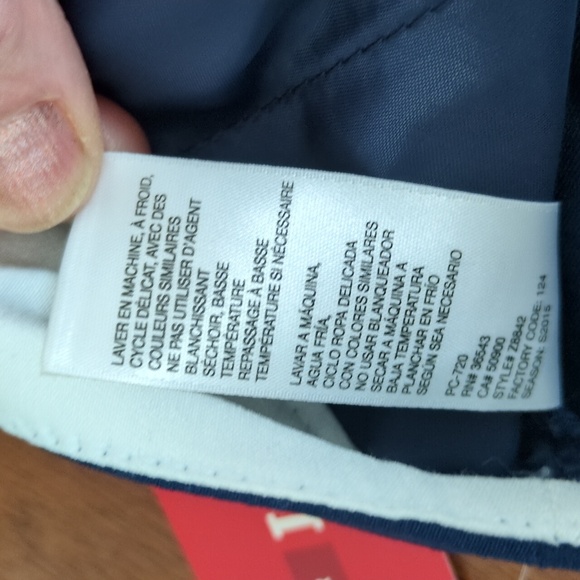 LAVER EN MACHINE, À FROID,
CYCLE DÉLICAT, AVEC DES
COULEURS SIMILAIRES
NE PAS UTILISER D'AGENT
BLANCHISSANT
SÉCHOIR, BASSE
TEMPÉRATURE
REPASSAGE À BASSE
TEMPÉRATURE SI NÉCESSAIRE
LAVAR A MÁQUINA,
AGUA FRÍA,
CICLO ROPA DELICADA
CON COLORES SIMILARES
NO USAR BLANQUEADOR
SECAR A MÁQUINA A
BAJA TEMPERATURA
PLANCHAR EN FRÍO
SEGÚN SEA NECESARIO
PC-720
RN# 36543
CA# 50900
STYLE# Z8842
FACTORY CODE: 124
SEASON: S2015